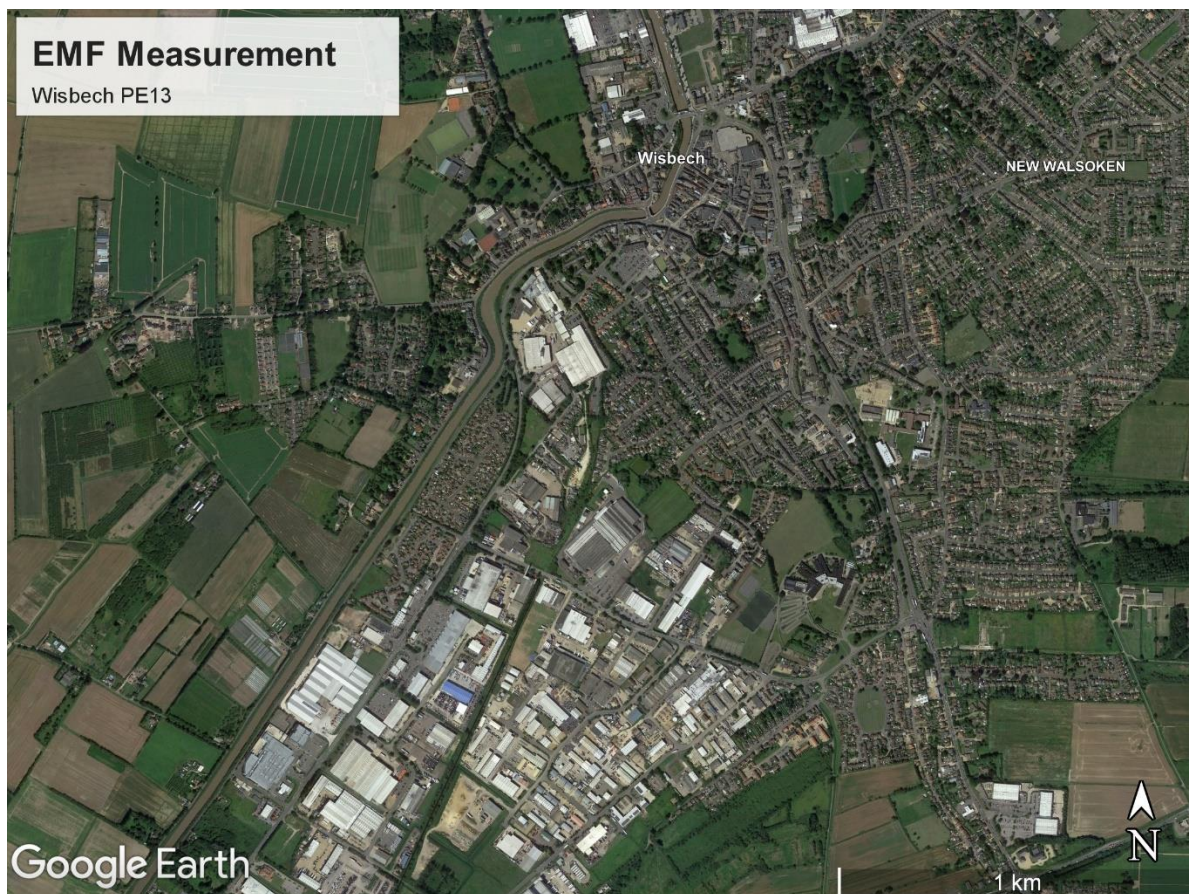 EMF Measurement
Wisbech PE13
Wisbech
NEW WALSOKEN
N
Google Earth
1 km